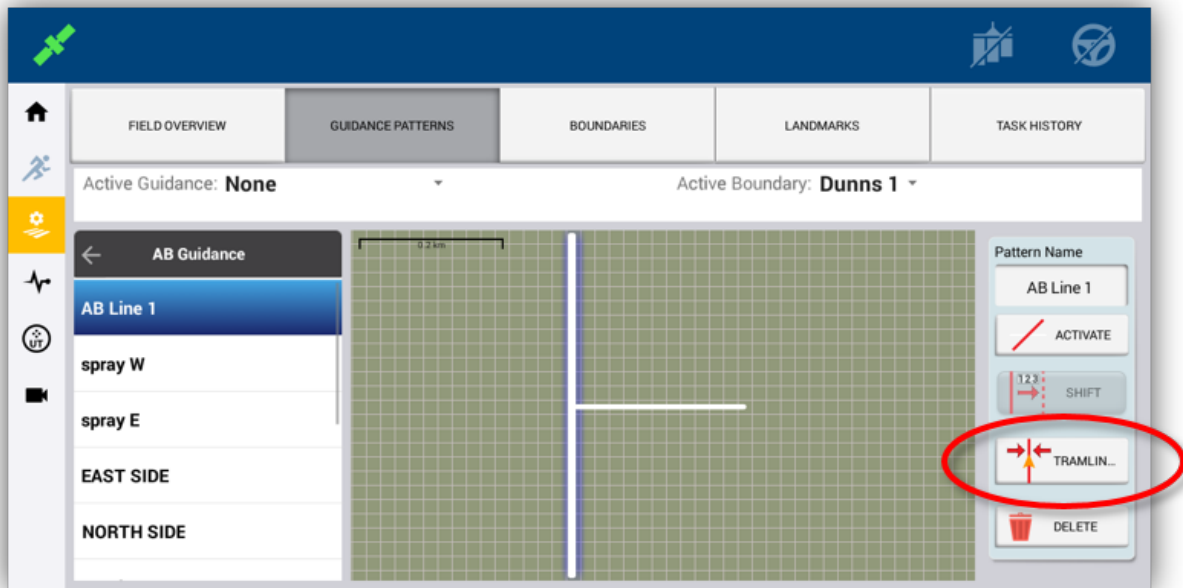 FIELD OVERVIEW
GUIDANCE PATTERNS
BOUNDARIES
LANDMARKS
TASK HISTORY
Active Guidance: None
Active Boundary: Dunns 1
AB Guidance
0.2 km
Pattern Name
AB Line 1
AB Line 1
ACTIVATE
UT
spray W
123
SHIFT
spray E
TRAMLIN...
EAST SIDE
DELETE
NORTH SIDE